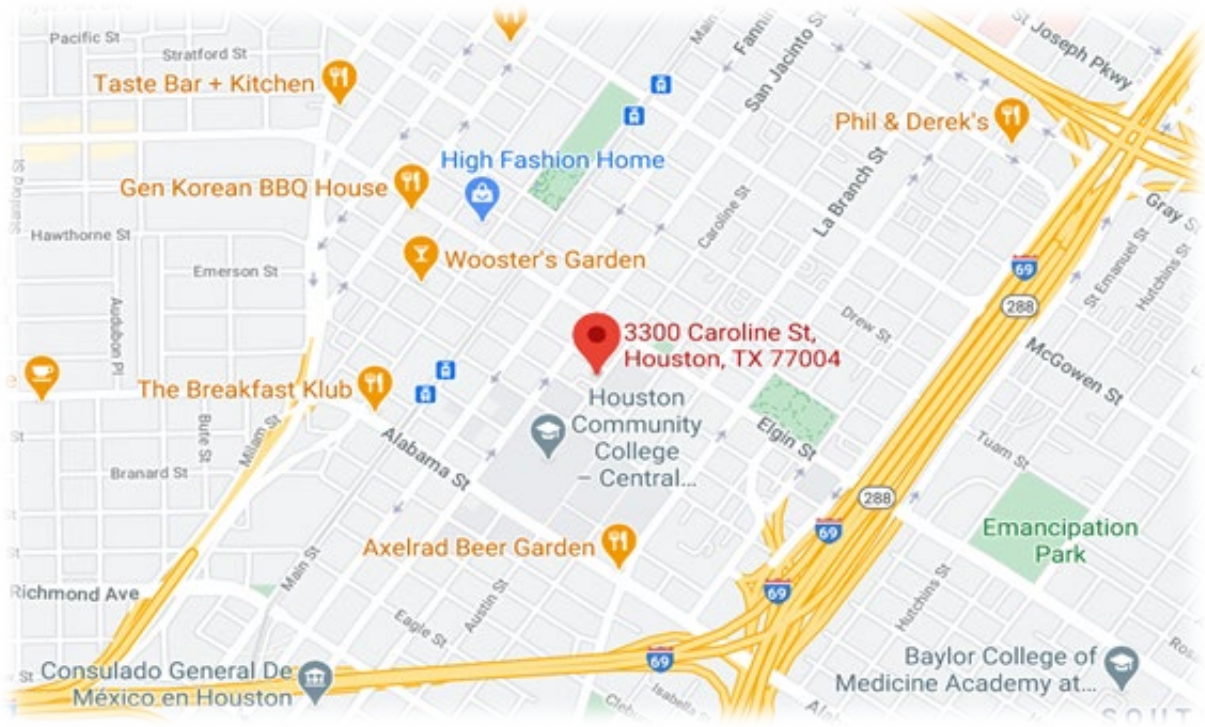 Pacific St
Stratford St
Taste Bar + Kitchen
Main St
Fannin
San Jacinto St
St Joseph Pkwy
Phil & Derek's
High Fashion Home
Gen Korean BBQ House
La Branch St
Caroline St
Gray S
Hawthorne St
Wooster's Garden
Emerson St
69
288
St Emanuel St
Hutchins St
Audubon Pl
Drew St
3300 Caroline St,
Houston, TX 77004
McGowen St
The Breakfast Klub
Houston
Community
College
– Central...
Elgin St
Bute St
Milam St
Alabama St
Branard St
Tuam St
288
69
Emancipation
Park
Axelrad Beer Garden
Main St
Richmond Ave
69
Austin St
Eagle St
Hutchins St
69
Consulado General De
México en Houston
Baylor College of
Medicine Academy at...
Isabella St